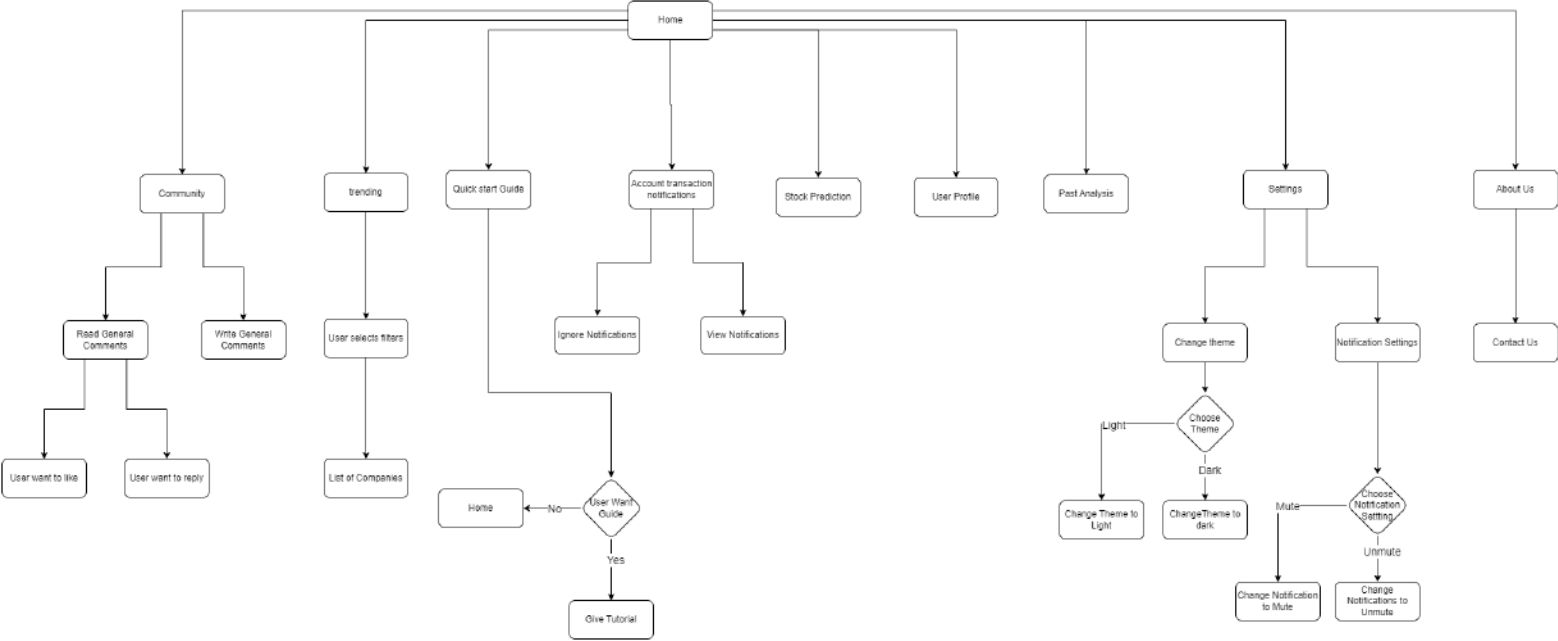 Home
Community
trending
Quick start Guide
Account transaction
notifications
Stock Prediction
User Profile
Past Analysis
Settings
About Us
Read General
Comments
Write General
Comments
User selects filters
Ignore Notifications
View Notifications
Change theme
Notification Settings
Contact Us
User want to like
User want to reply
List of Companies
Home
No
User Want
Guide
Yes
Give Tutorial
Choose
Theme
Light
Dark
Change Theme to
Light
ChangeTheme to
dark
Choose
Notification
Settting
Mute
Unmute
Change Notification
to Mute
Change
Notifications to
Unmute